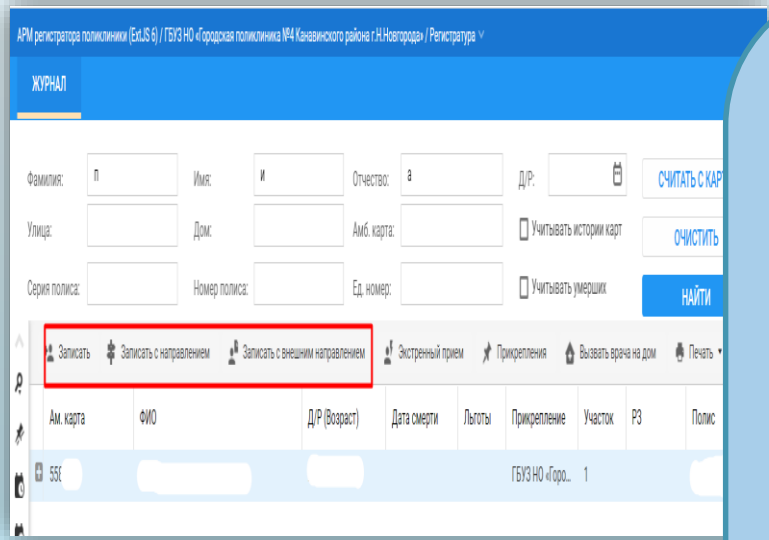 АРМ регистратора поликлиники (ExtJS 6) / ГБУЗ НО «Городская поликлиника №4 Канавинского района г.Н.Новгорода» / Регистратура
ЖУРНАЛ
Фамилия: п Имя: и Отчество: а Д/Р: СЧИТАТЬ С КАР
Улица: Дом: Амб. карта: Учитывать истории карт ОЧИСТИТЬ
Серия полиса: Номер полиса: Ед. номер: Учитывать умерших НАЙТИ
Записать Записать с направлением Записать с внешним направлением Экстренный прием Прикрепления Вызвать врача на дом Печать
Ам. карта ФИО Д/Р (Возраст) Дата смерти Льготы Прикрепление Участок РЗ Полис
558 ГБУЗ НО «Горо... 1